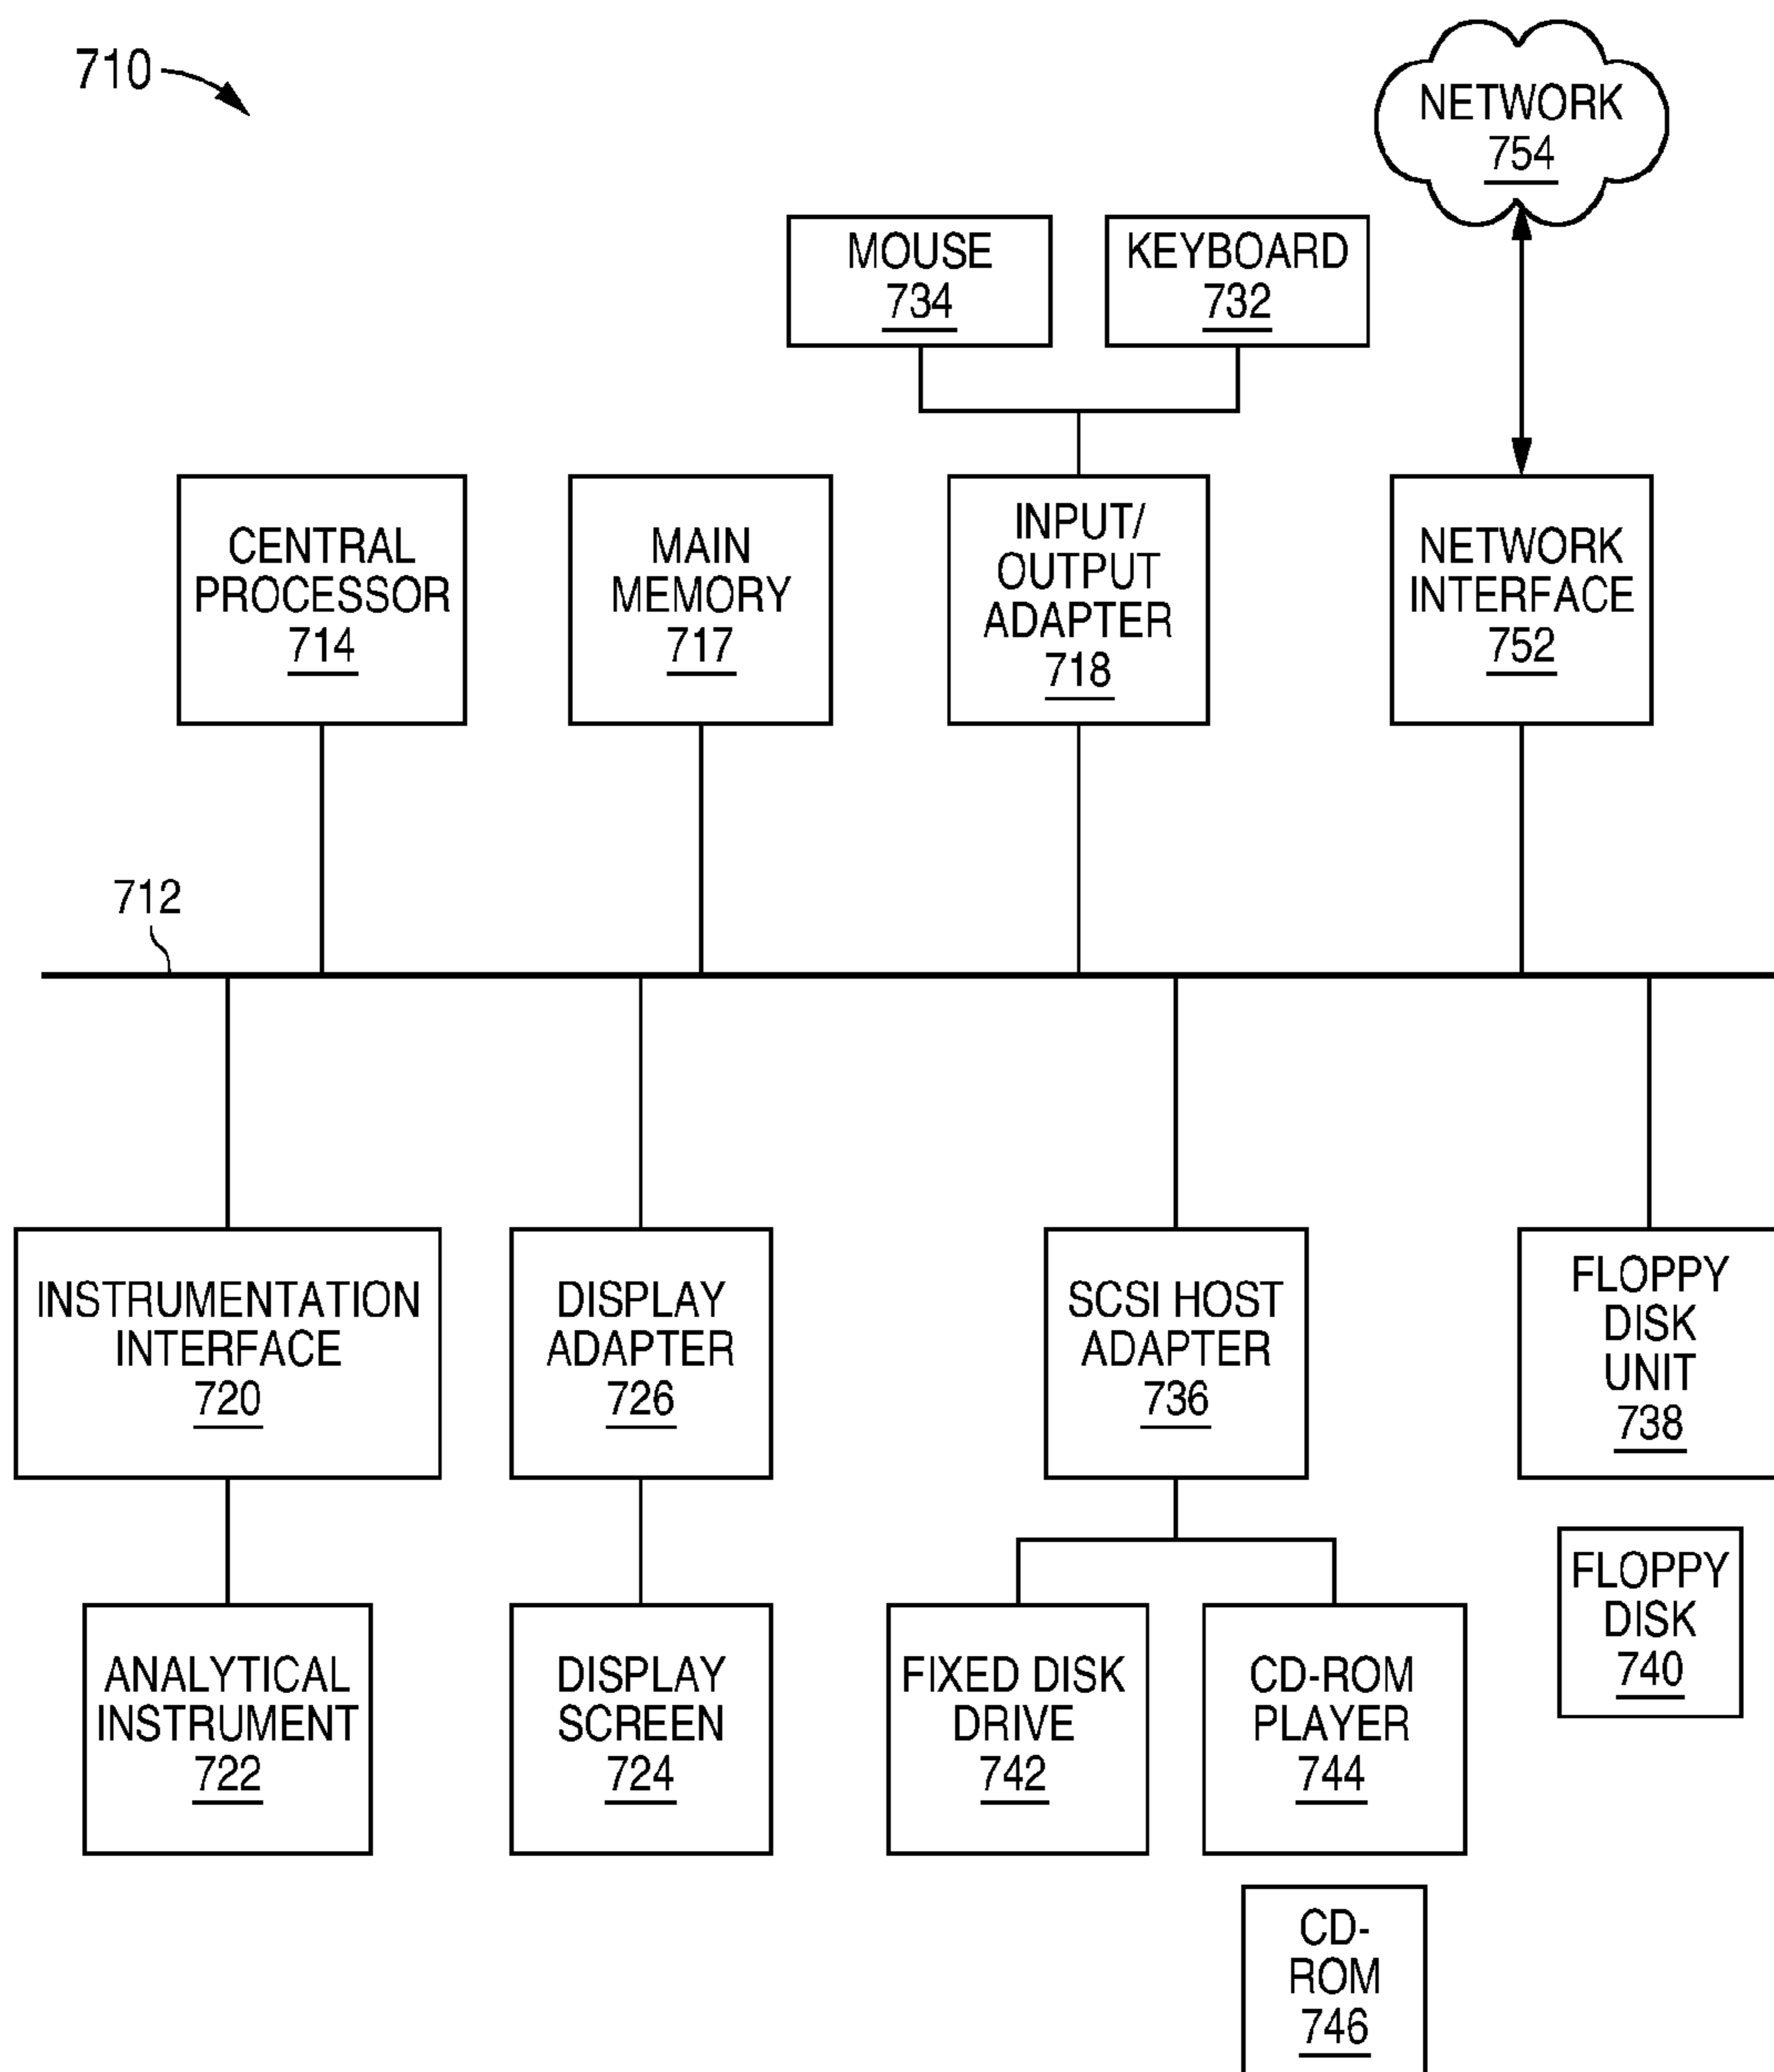 710
NETWORK
754
MOUSE
734
KEYBOARD
732
CENTRAL
PROCESSOR
714
MAIN
MEMORY
717
INPUT/
OUTPUT
ADAPTER
718
NETWORK
INTERFACE
752
712
INSTRUMENTATION
INTERFACE
720
DISPLAY
ADAPTER
726
SCSI HOST
ADAPTER
736
FLOPPY
DISK
UNIT
738
ANALYTICAL
INSTRUMENT
722
DISPLAY
SCREEN
724
FIXED DISK
DRIVE
742
CD-ROM
PLAYER
744
FLOPPY
DISK
740
CD-
ROM
746